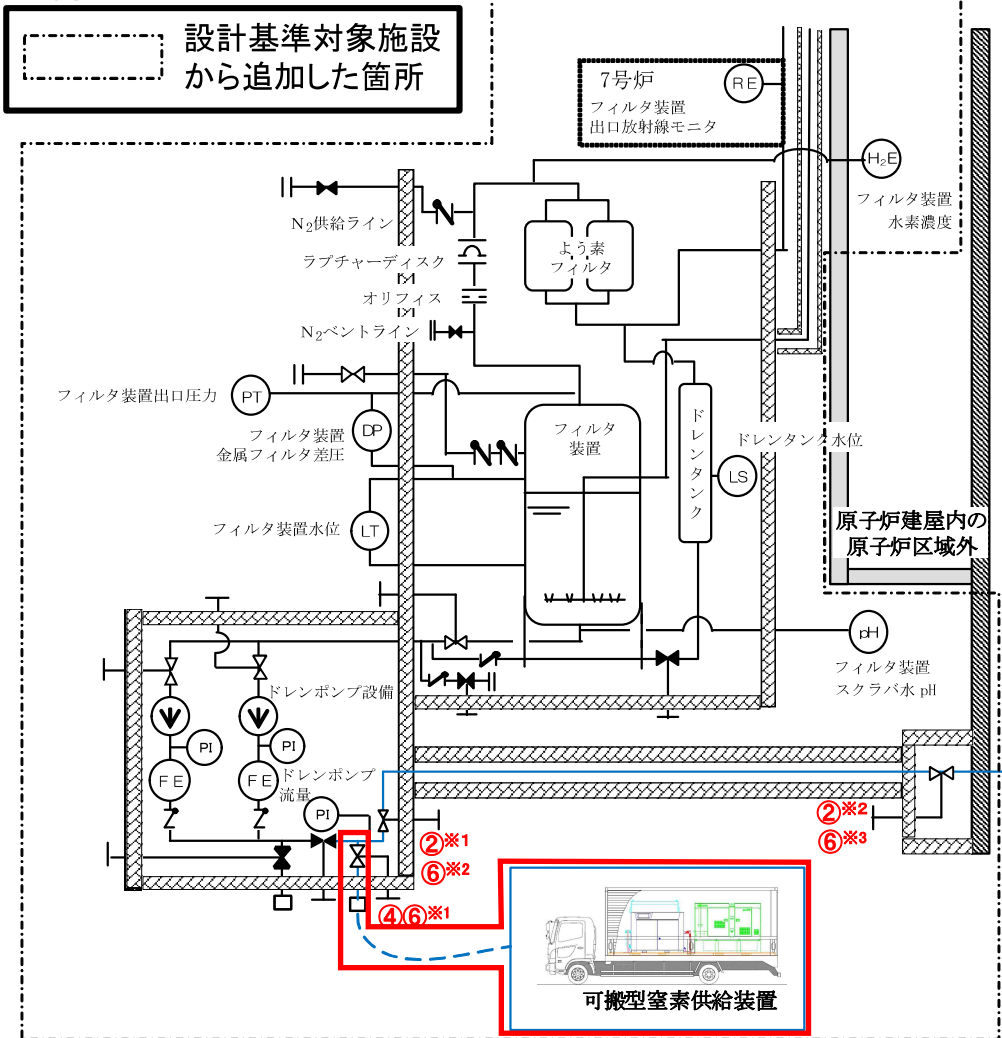 設計基準対象施設
から追加した箇所
7号炉
RE
フィルタ装置
出口放射線モニタ
H₂E
フィルタ装置
水素濃度
N₂供給ライン
ラプチャーディスク
よう素
フィルタ
オリフィス
N₂ベントライン
フィルタ装置出口圧力
PT
フィルタ装置
金属フィルタ差圧
DP
フィルタ
装置
ドレンタンク
ドレンタンク水位
LS
フィルタ装置水位
LT
原子炉建屋内の
原子炉区域外
pH
フィルタ装置
スクラバ水 pH
ドレンポンプ設備
PI
PI
FE
FE
ドレンポンプ
流量
PI
②※1
⑥※2
②※2
⑥※3
④⑥※1
可搬型窒素供給装置